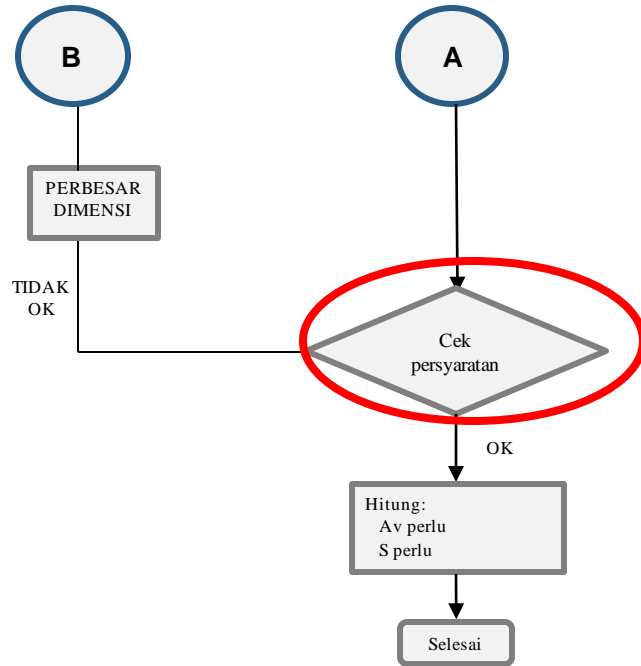 B
A
PERBESAR
DIMENSI
TIDAK
OK
Cek
persyaratan
OK
Hitung:
Av perlu
S perlu
Selesai